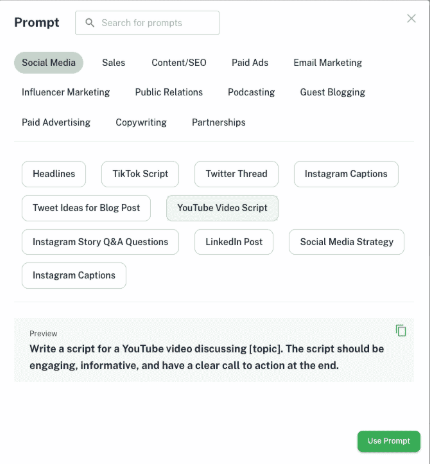 Prompt
Search for prompts
Social Media Sales Content/SEO Paid Ads Email Marketing
Influencer Marketing Public Relations Podcasting Guest Blogging
Paid Advertising Copywriting Partnerships
Headlines TikTok Script Twitter Thread Instagram Captions
Tweet Ideas for Blog Post YouTube Video Script
Instagram Story Q&A Questions LinkedIn Post Social Media Strategy
Instagram Captions
Preview
Write a script for a YouTube video discussing [topic]. The script should be
engaging, informative, and have a clear call to action at the end.
Use Prompt